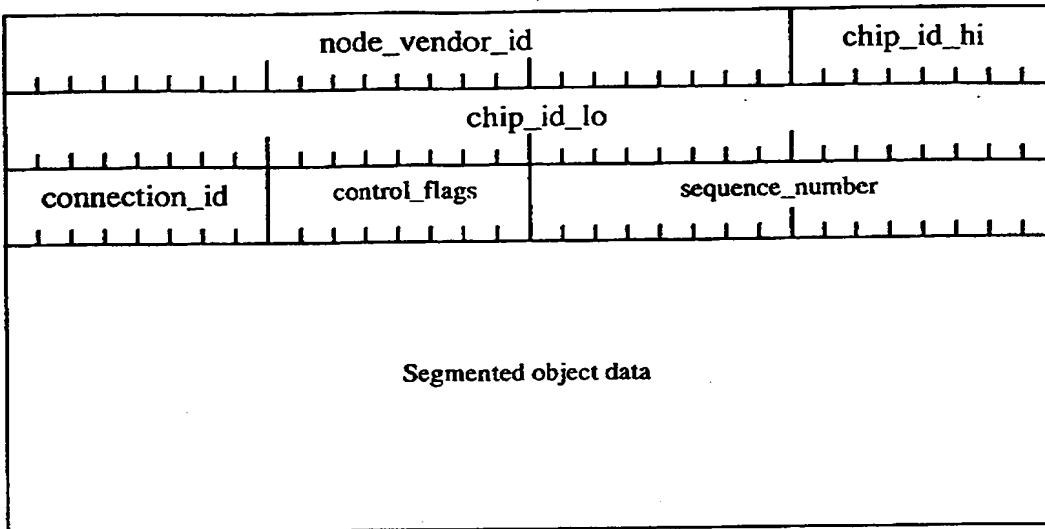 node_vendor_id chip_id_hi
chip_id_lo
connection_id control_flags sequence_number
Segmented object data